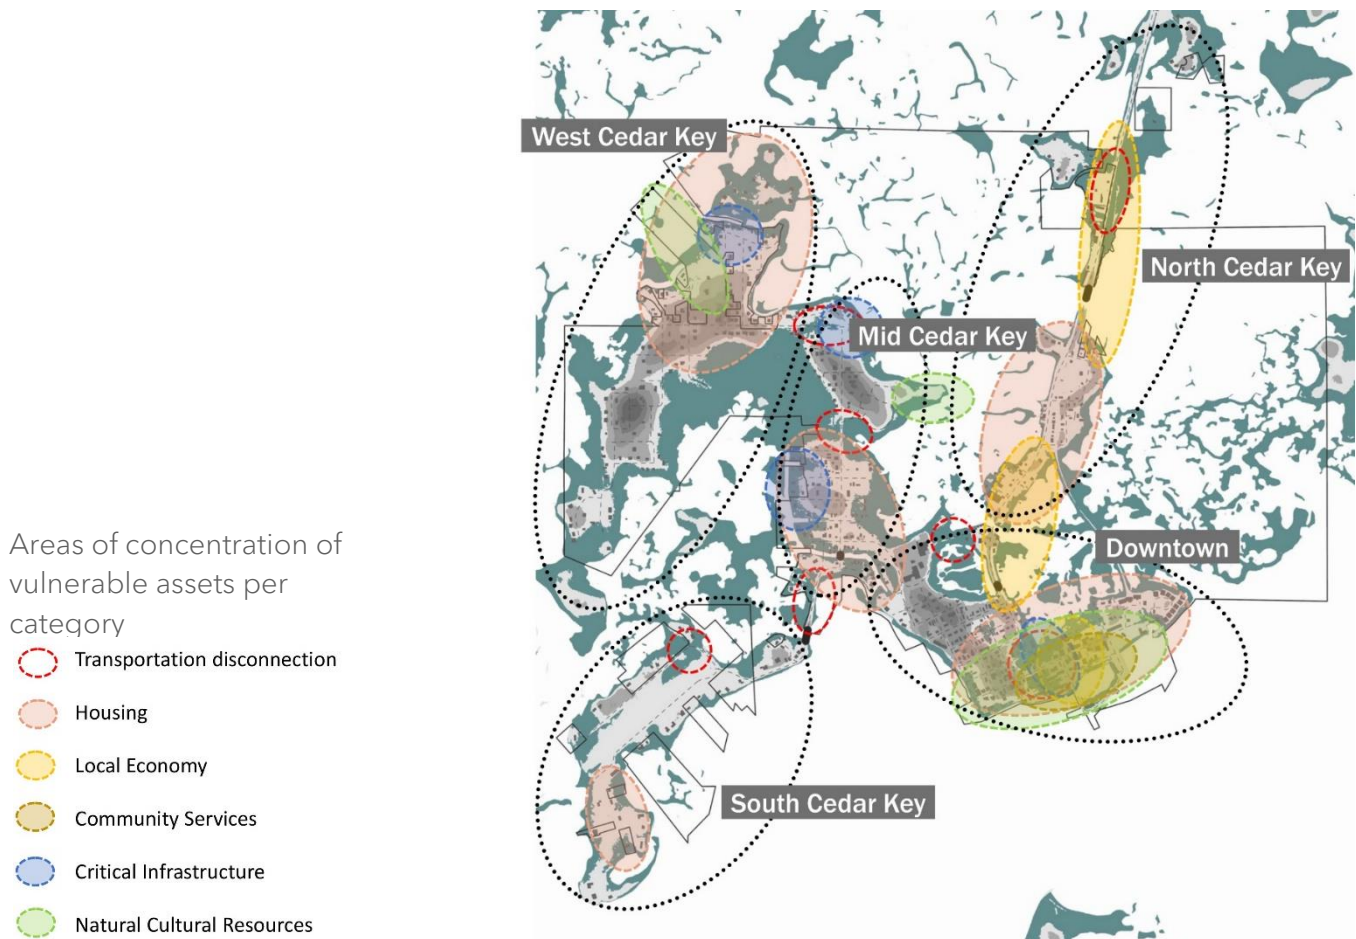 West Cedar Key
North Cedar Key
Mid Cedar Key
Downtown
South Cedar Key
Areas of concentration of
vulnerable assets per
category
Transportation disconnection
Housing
Local Economy
Community Services
Critical Infrastructure
Natural Cultural Resources